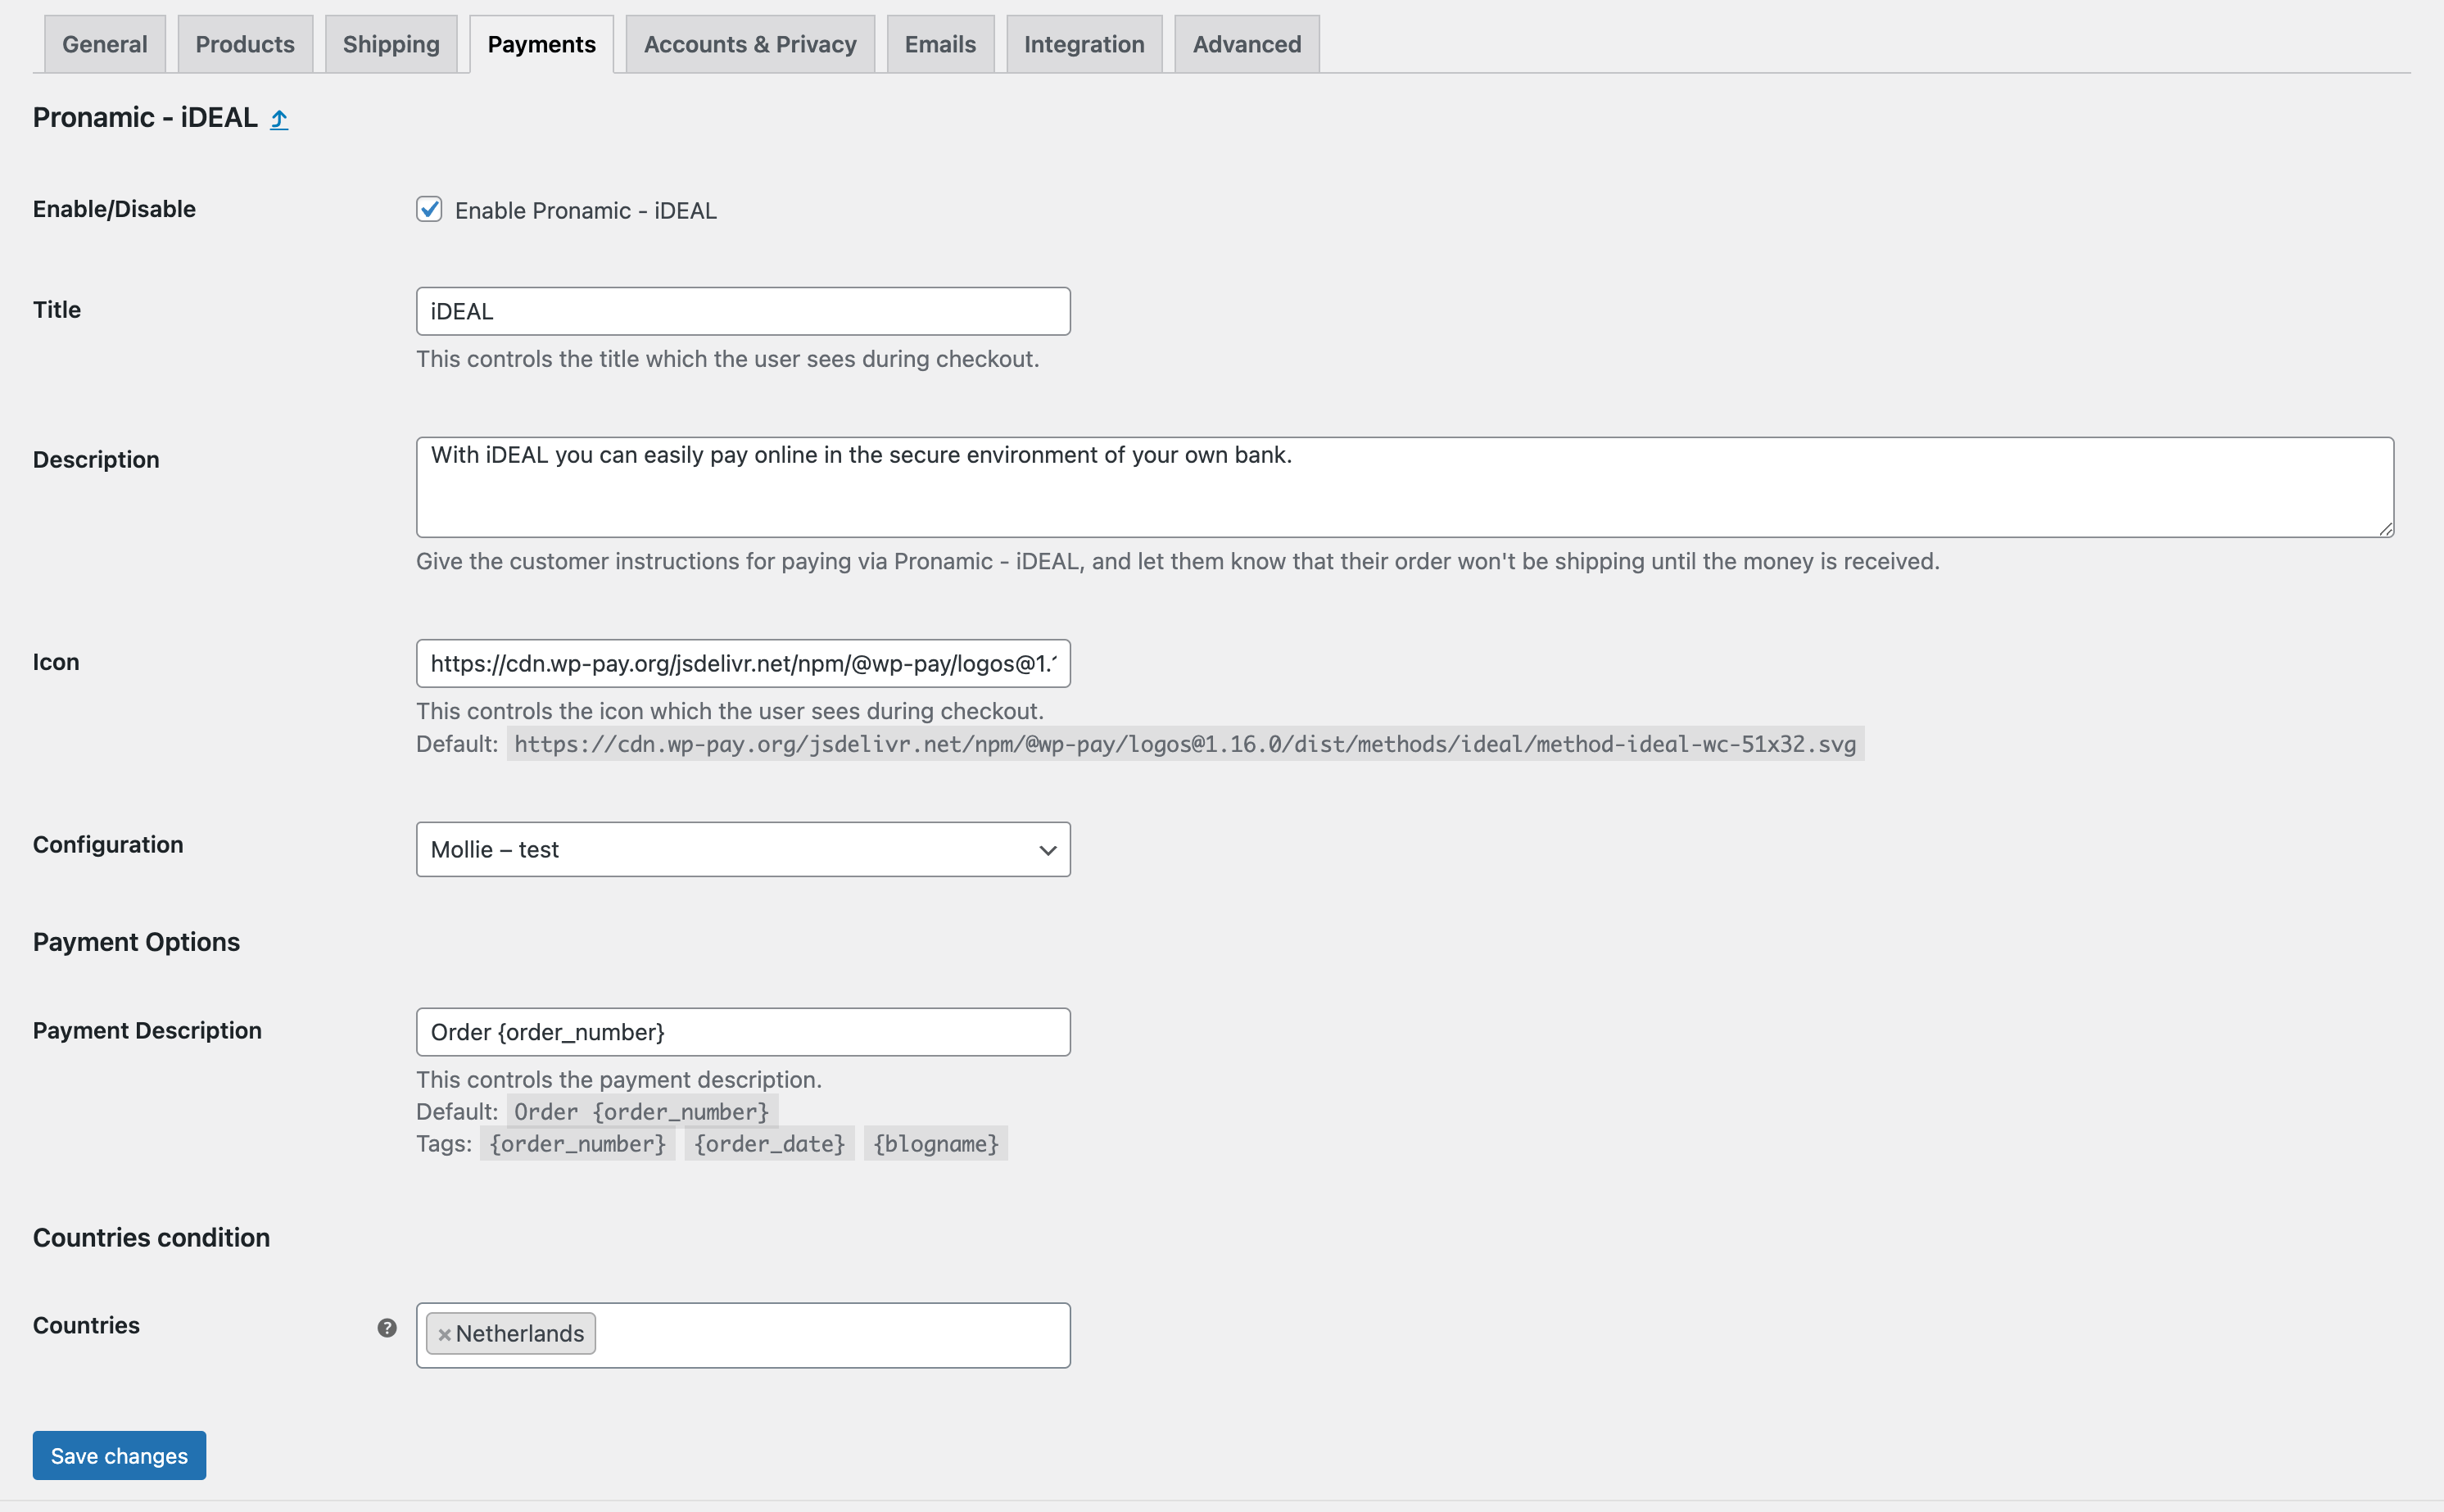 General Products Shipping Payments Accounts & Privacy Emails Integration Advanced
Pronamic - iDEAL
Enable/Disable
Enable Pronamic - iDEAL
Title
iDEAL
This controls the title which the user sees during checkout.
Description
With iDEAL you can easily pay online in the secure environment of your own bank.
Give the customer instructions for paying via Pronamic - iDEAL, and let them know that their order won't be shipping until the money is received.
Icon
https://cdn.wp-pay.org/jsdelivr.net/npm/@wp-pay/logos@1.
This controls the icon which the user sees during checkout.
Default: https://cdn.wp-pay.org/jsdelivr.net/npm/@wp-pay/logos@1.16.0/dist/methods/ideal/method-ideal-wc-51x32.svg
Configuration
Mollie – test
Payment Options
Payment Description
Order {order_number}
This controls the payment description.
Default: Order {order_number}
Tags: {order_number} {order_date} {blogname}
Countries condition
Countries
?
× Netherlands
Save changes